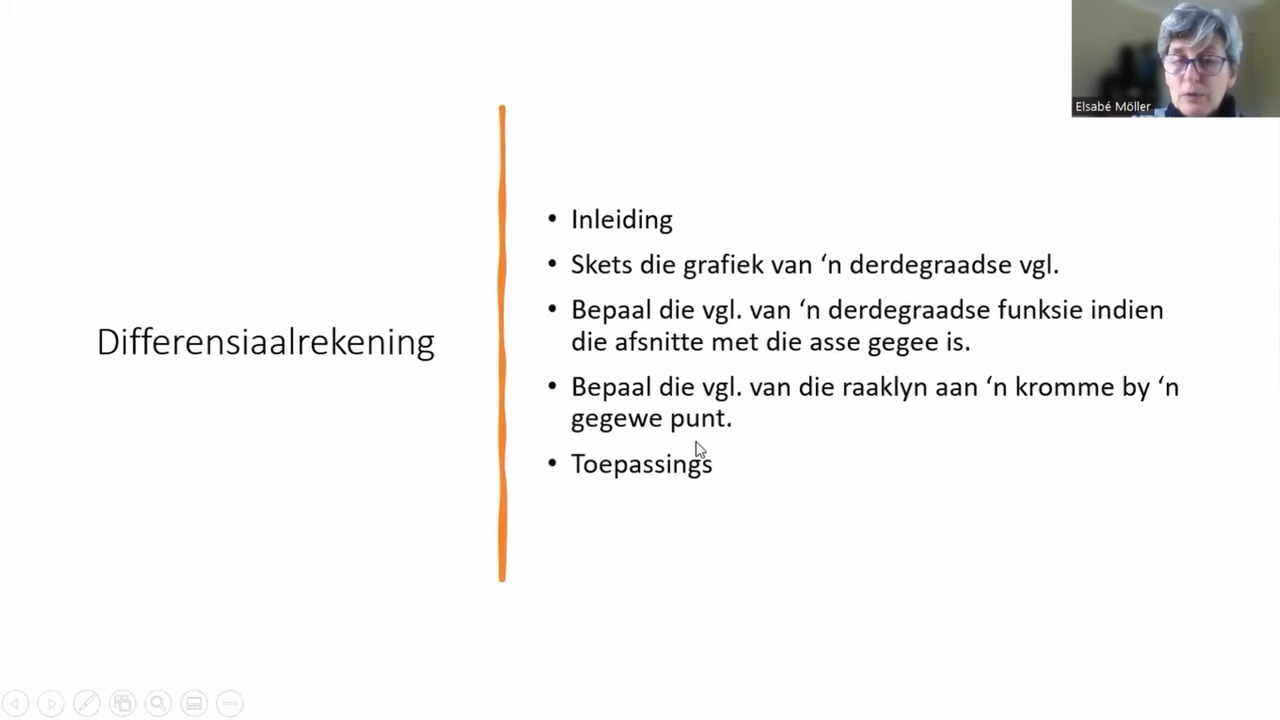 Elsabé Möller
Differensiaalrekening
• Inleiding
• Skets die grafiek van ‘n derdegraadse vgl.
• Bepaal die vgl. van ‘n derdegraadse funksie indien
die afsnitte met die asse gegee is.
• Bepaal die vgl. van die raaklyn aan ‘n kromme by ‘n
gegewe punt.
• Toepassings